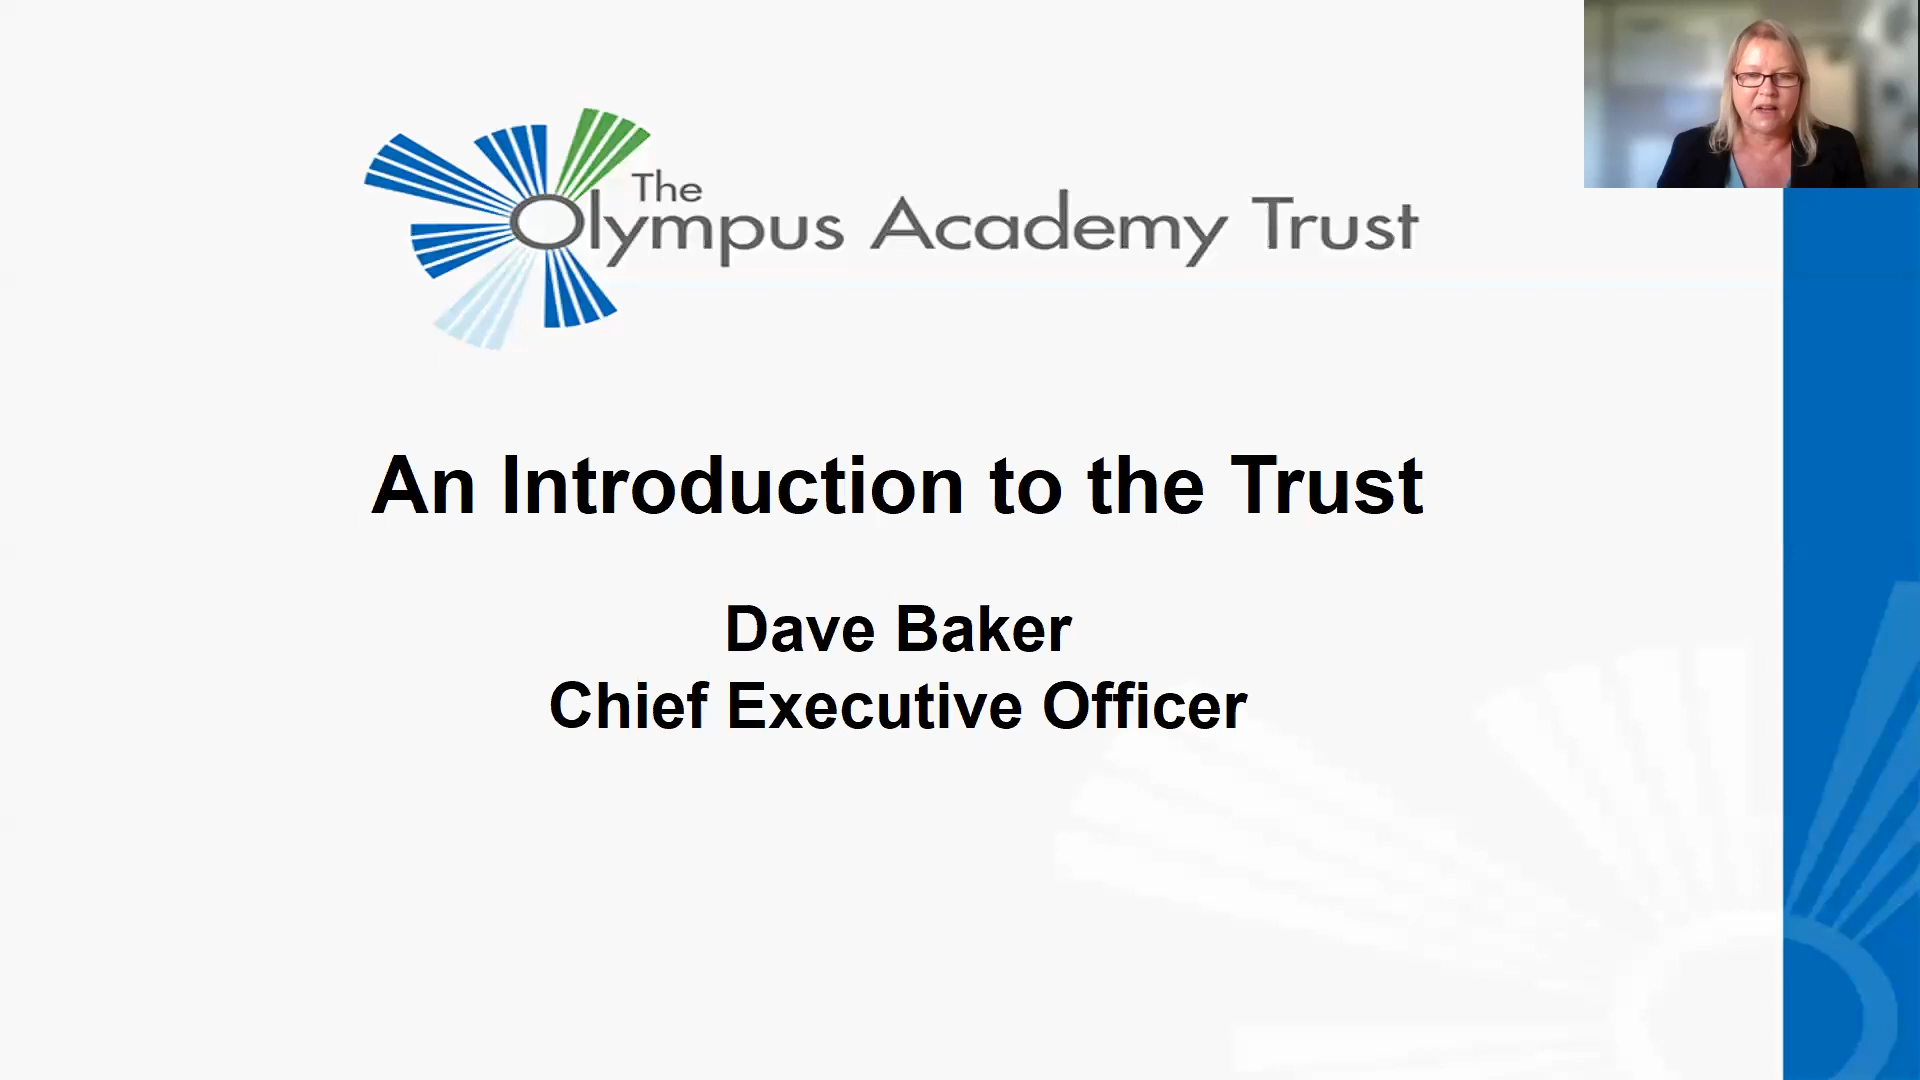 The
Olympus Academy Trust
An Introduction to the Trust
Dave Baker
Chief Executive Officer